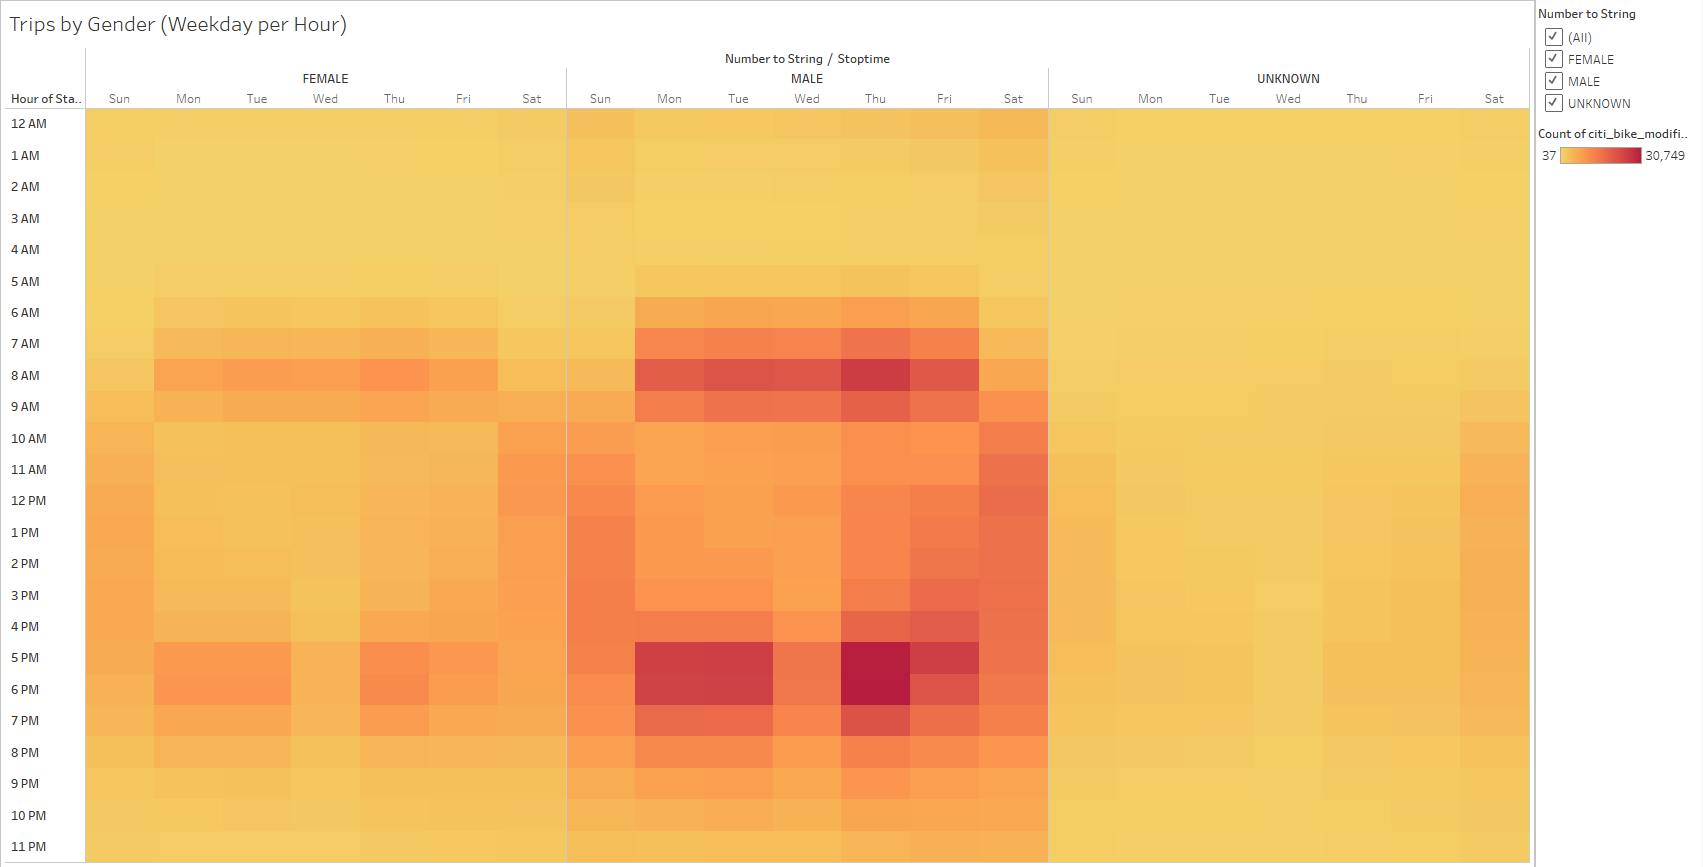 Trips by Gender (Weekday per Hour)
Number to String / Stoptime
FEMALE MALE UNKNOWN
Hour of Sta.. Sun Mon Tue Wed Thu Fri Sat Sun Mon Tue Wed Thu Fri Sat Sun Mon Tue Wed Thu Fri Sat
12 AM
1 AM
2 AM
3 AM
4 AM
5 AM
6 AM
7 AM
8 AM
9 AM
10 AM
11 AM
12 PM
1 PM
2 PM
3 PM
4 PM
5 PM
6 PM
7 PM
8 PM
9 PM
10 PM
11 PM
Number to String
(All)
FEMALE
MALE
UNKNOWN
Count of citi_bike_modifi..
37 30,749